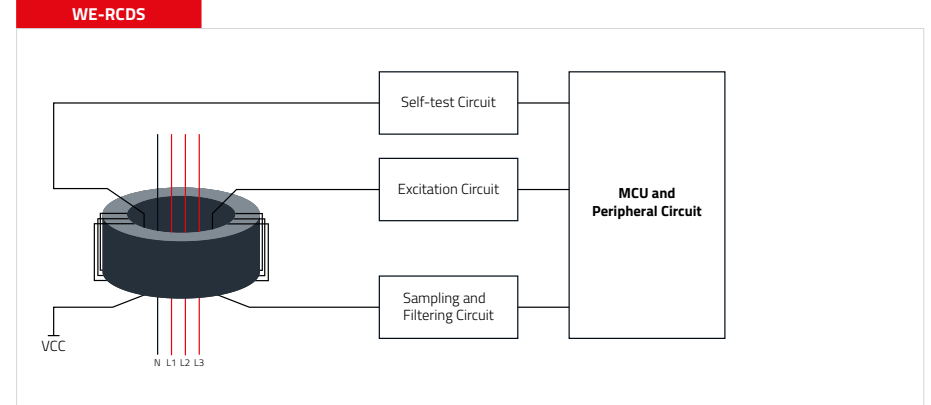 WE-RCDS
Self-test Circuit
Excitation Circuit
MCU and
Peripheral Circuit
Sampling and
Filtering Circuit
VCC
N L1 L2 L3